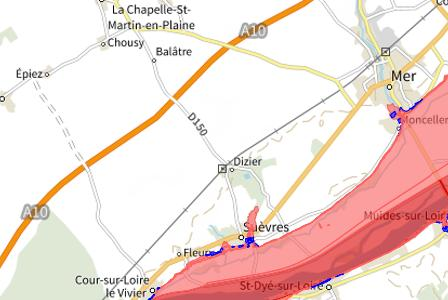 La Chapelle-St-
Martin-en-Plaine
Chousy
A10
Balâtre
Épiez
Mer
D150
Dizier
A10
Suèvres
Muides-sur-Loire
Fleury
Cour-sur-Loire
le Vivier
St-Dyé-sur-Loire